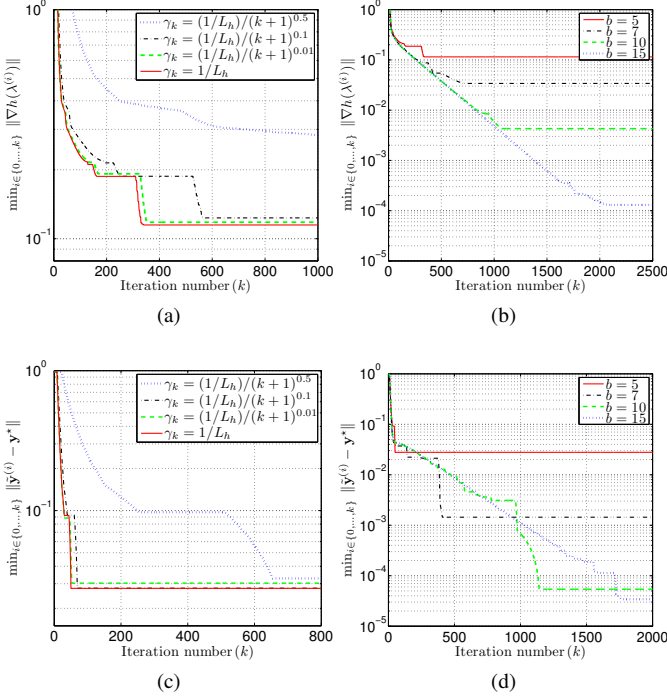 10^0
10^{-1}
min_{i∈{0,...,k}} ‖∇h(λ^{(i)})‖
γ_k = (1/L_h)/(k+1)^{0.5}
γ_k = (1/L_h)/(k+1)^{0.1}
γ_k = (1/L_h)/(k+1)^{0.01}
γ_k = 1/L_h
0 200 400 600 800 1000
Iteration number (k)
(a)
10^0
10^{-1}
10^{-2}
10^{-3}
10^{-4}
10^{-5}
min_{i∈{0,...,k}} ‖∇h(λ^{(i)})‖
b = 5
b = 7
b = 10
b = 15
0 500 1000 1500 2000 2500
Iteration number (k)
(b)
10^0
10^{-1}
min_{i∈{0,...,k}} ‖ỹ^{(i)} − y^⋆‖
γ_k = (1/L_h)/(k+1)^{0.5}
γ_k = (1/L_h)/(k+1)^{0.1}
γ_k = (1/L_h)/(k+1)^{0.01}
γ_k = 1/L_h
0 200 400 600 800
Iteration number (k)
(c)
10^0
10^{-1}
10^{-2}
10^{-3}
10^{-4}
10^{-5}
min_{i∈{0,...,k}} ‖ỹ^{(i)} − y^⋆‖
b = 5
b = 7
b = 10
b = 15
0 500 1000 1500 2000
Iteration number (k)
(d)